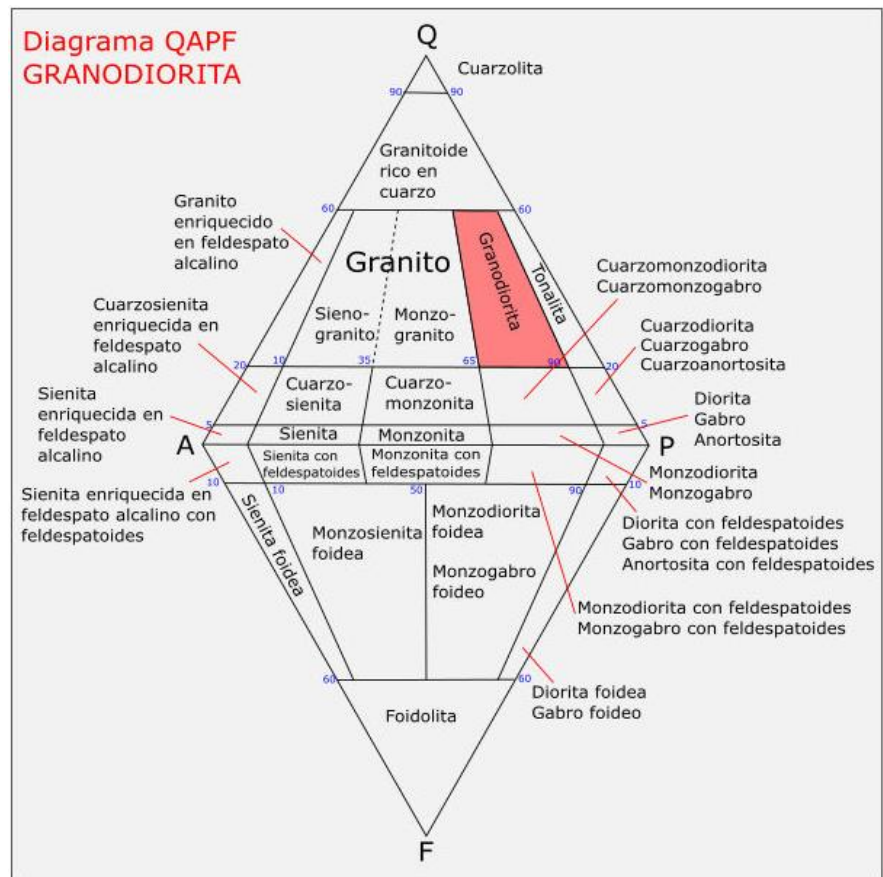 Diagrama QAPF
GRANODIORITA
Q
Cuarzolita
90
90
Granitoide
rico en
cuarzo
60
60
Granito
enriquecido
en feldespato
alcalino
Granito
Granodiorita
Tonalita
Sieno-
granito
Monzo-
granito
Cuarzomonzodiorita
Cuarzomonzogabro
Cuarzosienita
enriquecida en
feldespato
alcalino
Cuarzodiorita
Cuarzogabro
Cuarzoanortosita
20
10
35
65
90
20
Cuarzo-
sienita
Cuarzo-
monzonita
Sienita
enriquecida en
feldespato
alcalino
Diorita
Gabro
Anortosita
5
5
Sienita
Monzonita
A
P
Sienita con
feldespatoides
Monzonita con
feldespatoides
Monzodiorita
Monzogabro
10
10
50
90
10
Sienita enriquecida en
feldespato alcalino con
feldespatoides
Sienita foidea
Monzosienita
foidea
Monzodiorita
foidea
Monzogabro
foideo
Diorita con feldespatoides
Gabro con feldespatoides
Anortosita con feldespatoides
Monzodiorita con feldespatoides
Monzogabro con feldespatoides
60
60
Diorita foidea
Gabro foideo
Foidolita
F